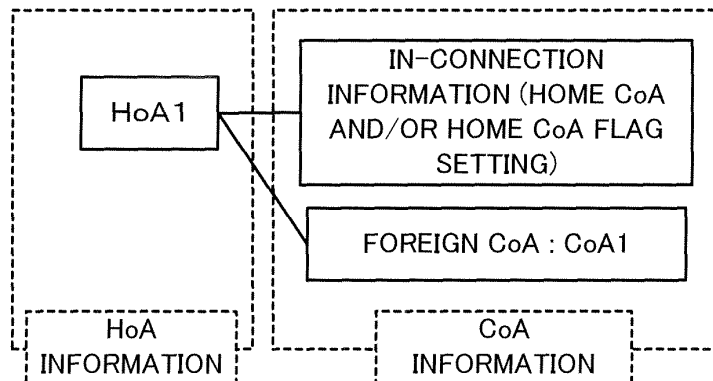 HoA1
IN-CONNECTION
INFORMATION (HOME CoA
AND/OR HOME CoA FLAG
SETTING)
FOREIGN CoA : CoA1
HoA
INFORMATION
CoA
INFORMATION